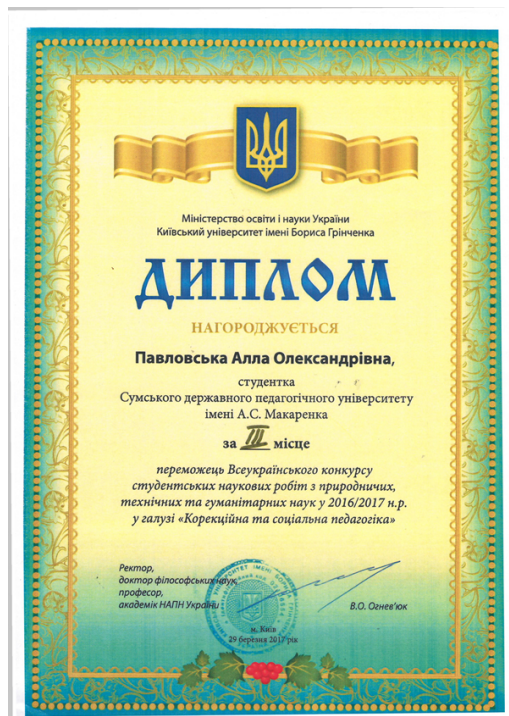 Міністерство освіти і науки України
Київський університет імені Бориса Грінченка
ДИПЛОМ
НАГОРОДЖУЄТЬСЯ
Павловська Алла Олександрівна,
студентка
Сумського державного педагогічного університету
імені А.С. Макаренка
за III місце
переможець Всеукраїнського конкурсу
студентських наукових робіт з природничих,
технічних та гуманітарних наук у 2016/2017 н.р.
у галузі «Корекційна та соціальна педагогіка»
Ректор,
доктор філософських наук,
професор,
академік НАПН України
В.О. Огнев'юк
м. Київ
29 березня 2017 рік